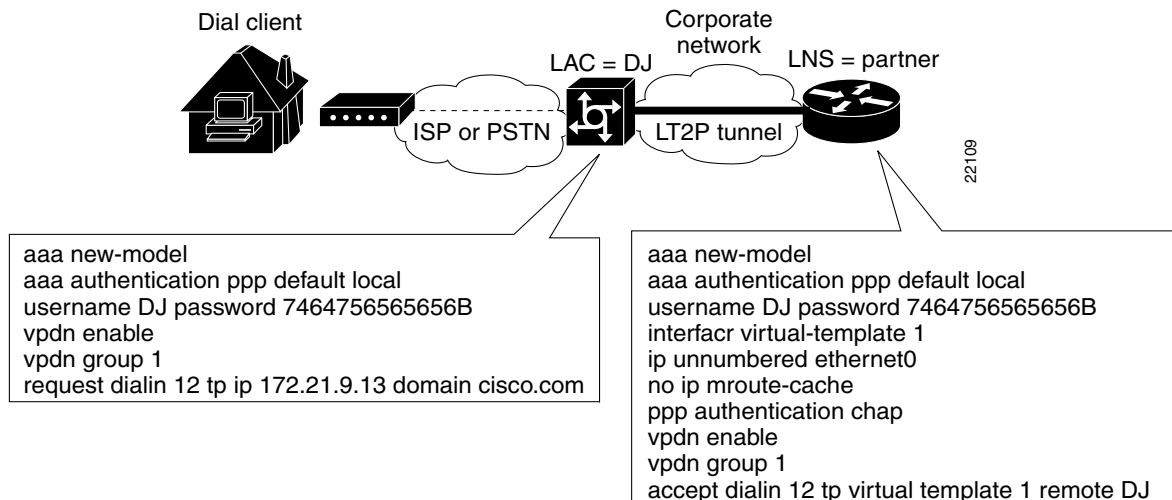 Dial client
Corporate
network
LAC = DJ
LNS = partner
ISP or PSTN
LT2P tunnel
22109
aaa new-model
aaa authentication ppp default local
username DJ password 7464756565656B
vpdn enable
vpdn group 1
request dialin 12 tp ip 172.21.9.13 domain cisco.com
aaa new-model
aaa authentication ppp default local
username DJ password 7464756565656B
interfacr virtual-template 1
ip unnumbered ethernet0
no ip mroute-cache
ppp authentication chap
vpdn enable
vpdn group 1
accept dialin 12 tp virtual template 1 remote DJ